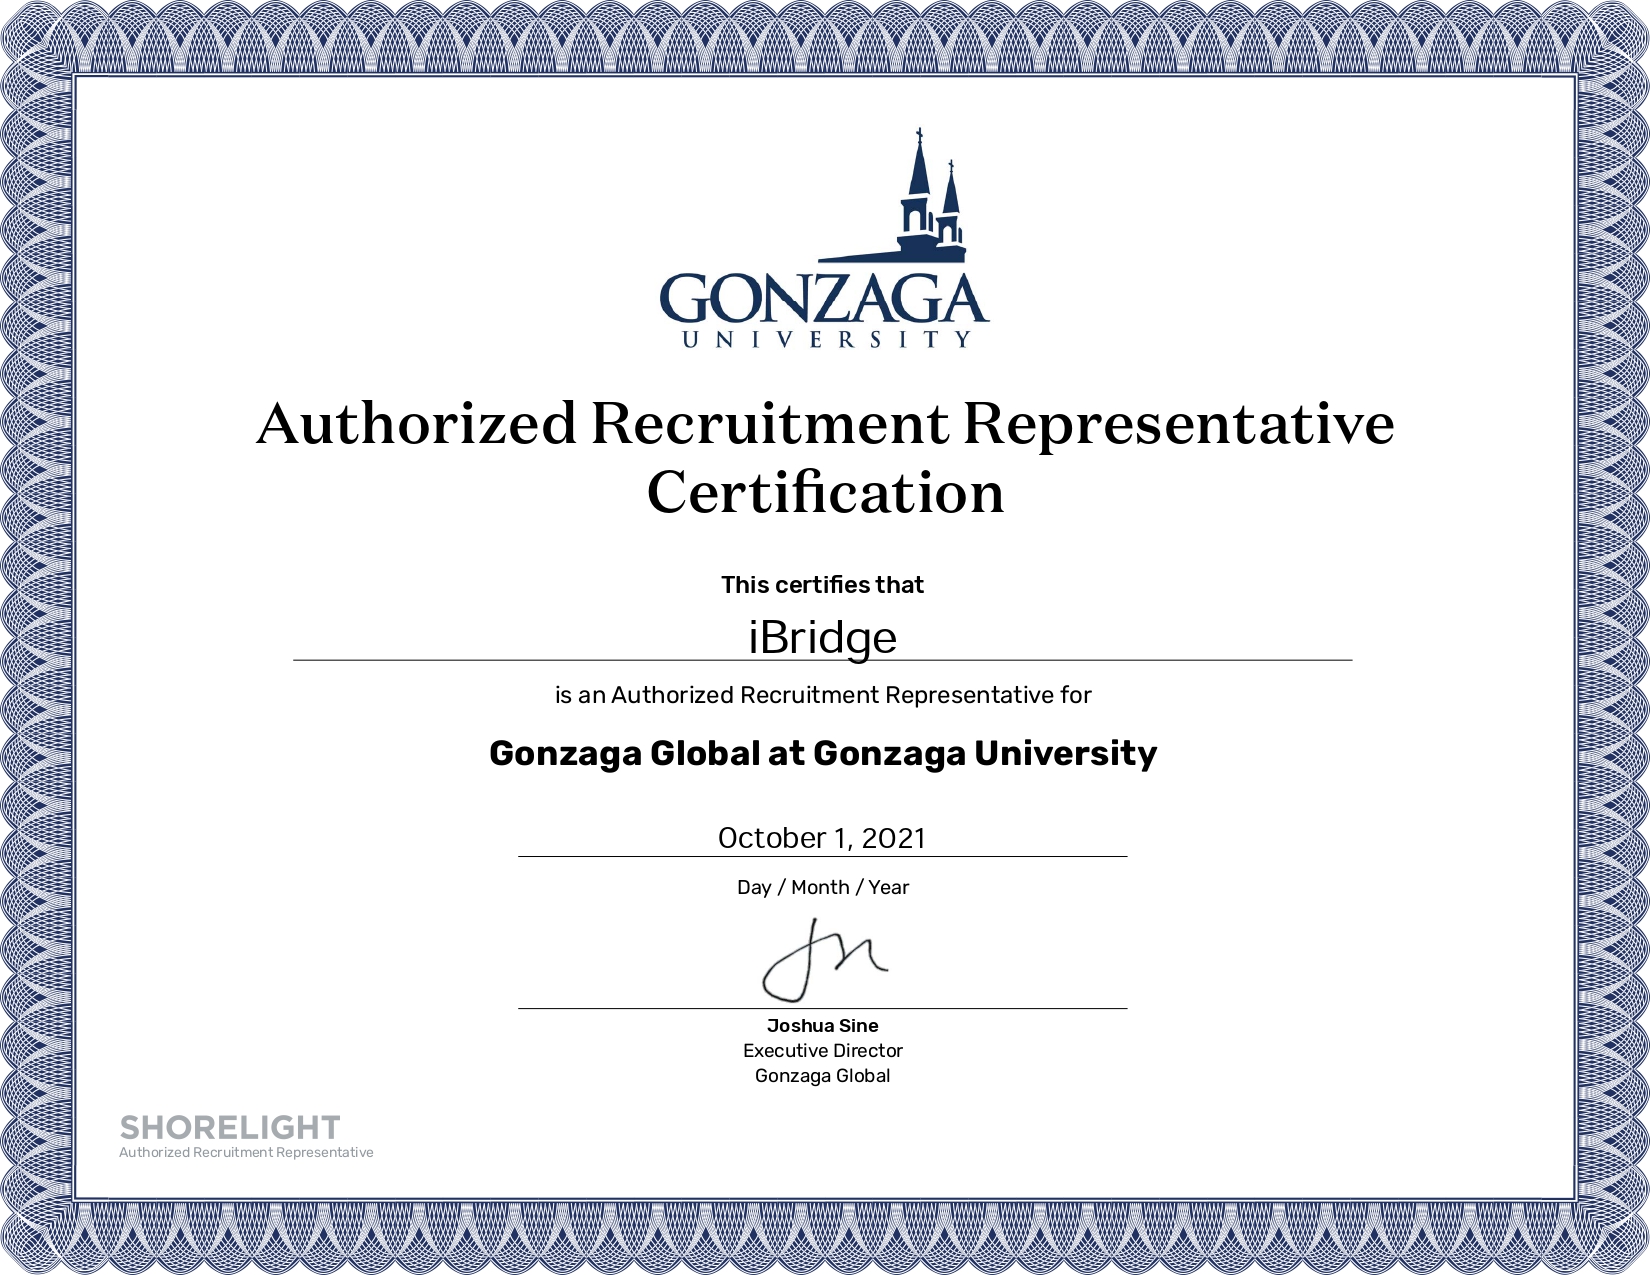 GONZAGA
UNIVERSITY
Authorized Recruitment Representative
Certification
This certifies that
iBridge
is an Authorized Recruitment Representative for
Gonzaga Global at Gonzaga University
October 1, 2021
Day / Month / Year
Joshua Sine
Executive Director
Gonzaga Global
SHORELIGHT
Authorized Recruitment Representative